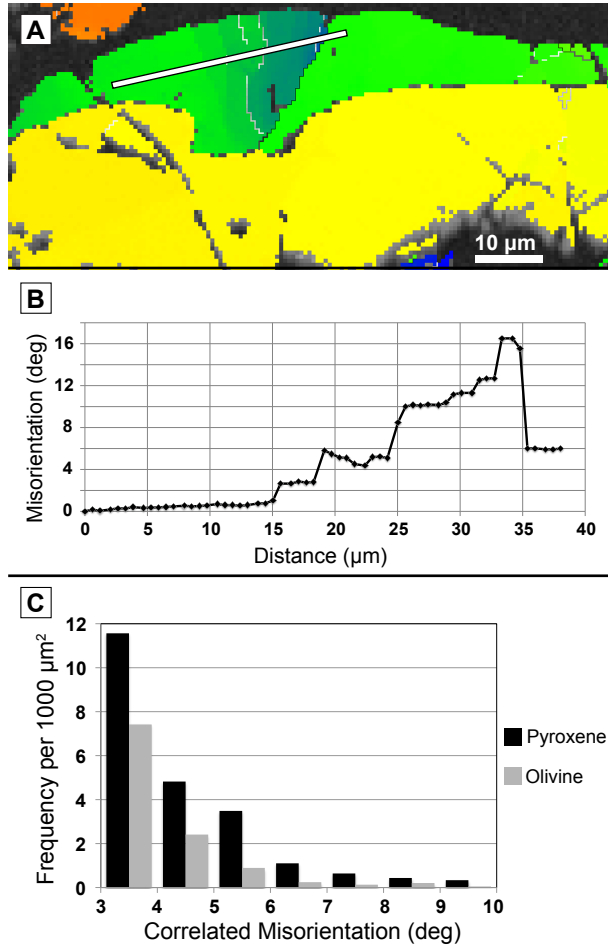 A
10 µm
B
Misorientation (deg)
16
12
8
4
0
0 5 10 15 20 25 30 35 40
Distance (µm)
C
Frequency per 1000 µm²
12
10
8
6
4
2
0
3 4 5 6 7 8 9 10
Correlated Misorientation (deg)
Pyroxene
Olivine